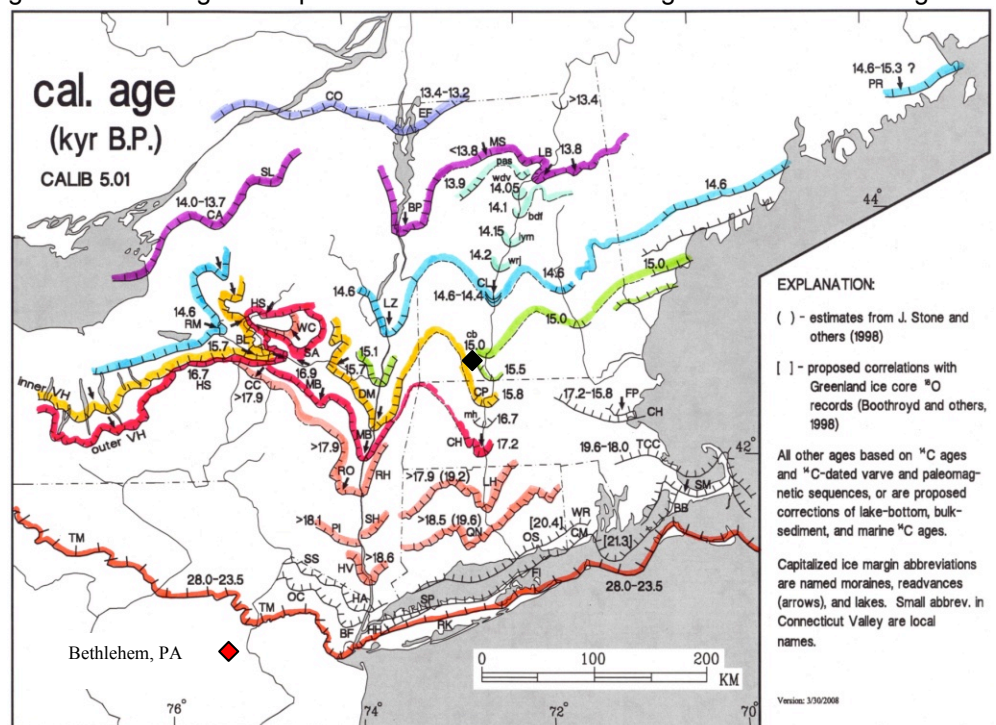 cal. age
(kyr B.P.)
CALIB 5.01
CO
13.4-13.2
EF
>13.4
14.6-15.3 ?
PR
SL
14.0-13.7
CA
<13.8
MS
LB
13.8
pas
wdv
13.9
14.05
BP
14.1
bdf
14.15
lym
14.2
wrj
14.6
44°
CL
14.6
14.6-14.4
15.0
14.6
LZ
14.6
RM
HS
WC
BL
SA
15.7
16.9
15.7
15.1
15.0
cb
15.0
15.5
inner VH
16.7
HS
CC
>17.9
MB
DM
CP
15.8
mh
16.7
17.2-15.8
FP
CH
outer VH
MB
CH
17.2
19.6-18.0
TCC
42°
>17.9
RO
RH
>17.9 (19.2)
LH
SM
BB
>18.1
PI
SH
>18.5 (19.6)
QN
[20.4]
WR
OS
CM
[21.3]
TM
SS
HV
>18.6
28.0-23.5
OC
HA
TM
SP
FI
28.0-23.5
BF
HH
RK
Bethlehem, PA
0 100 200
KM
76°
74°
72°
70°
EXPLANATION:
( ) - estimates from J. Stone and
others (1998)
[ ] - proposed correlations with
Greenland ice core ¹⁸O
records (Boothroyd and others,
1998)
All other ages based on ¹⁴C ages
and ¹⁴C-dated varve and paleomag-
netic sequences, or are proposed
corrections of lake-bottom, bulk-
sediment, and marine ¹⁴C ages.
Capitalized ice margin abbreviations
are named moraines, readvances
(arrows), and lakes. Small abbrev. in
Connecticut Valley are local
names.
Version: 3/30/2008